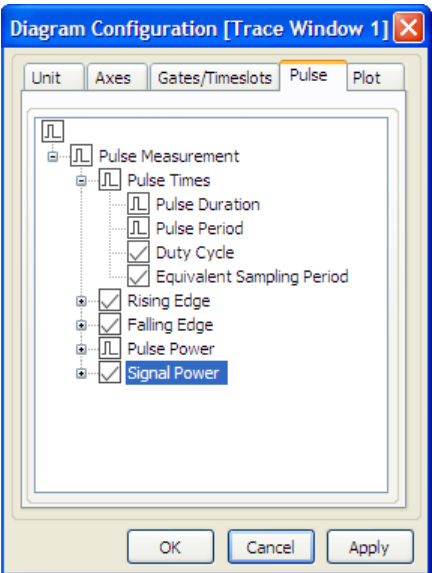 Diagram Configuration [Trace Window 1]
Unit Axes Gates/Timeslots Pulse Plot
Pulse Measurement
Pulse Times
Pulse Duration
Pulse Period
Duty Cycle
Equivalent Sampling Period
Rising Edge
Falling Edge
Pulse Power
Signal Power
OK Cancel Apply